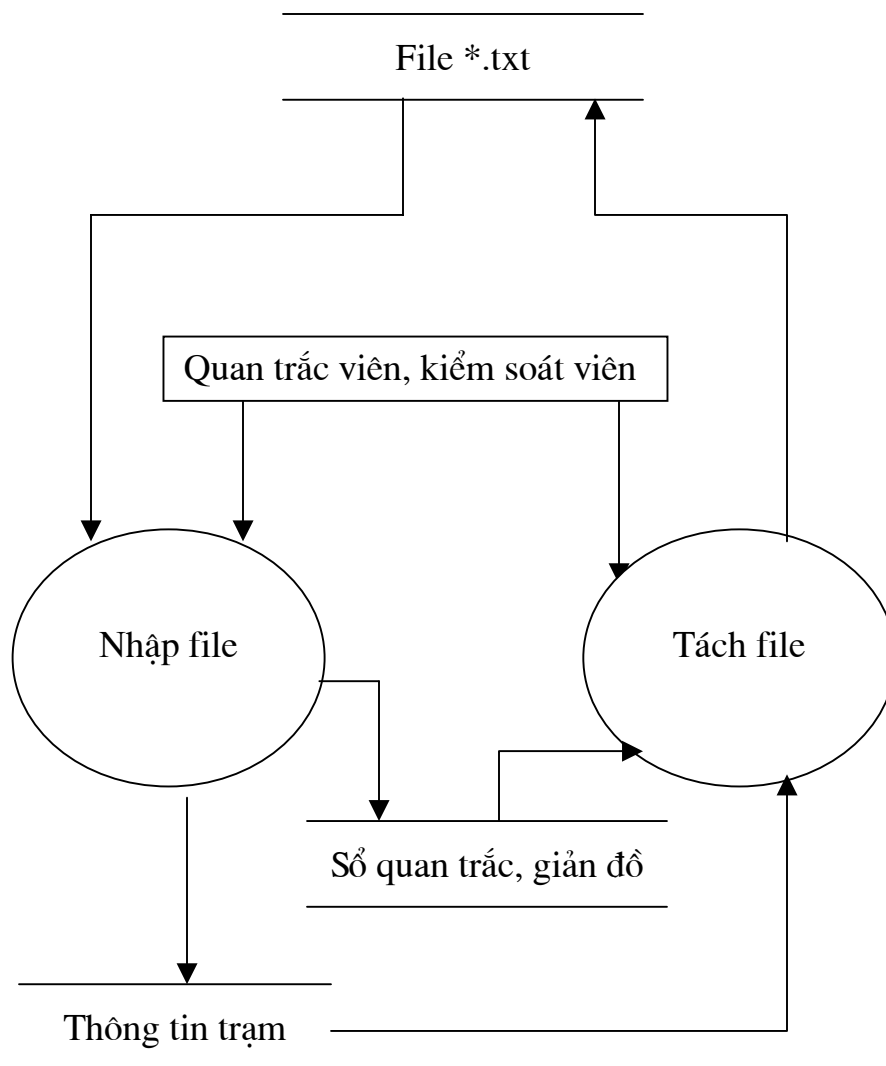 File *.txt
Quan trắc viên, kiểm soát viên
Nhập file
Tách file
Sổ quan trắc, giản đồ
Thông tin trạm